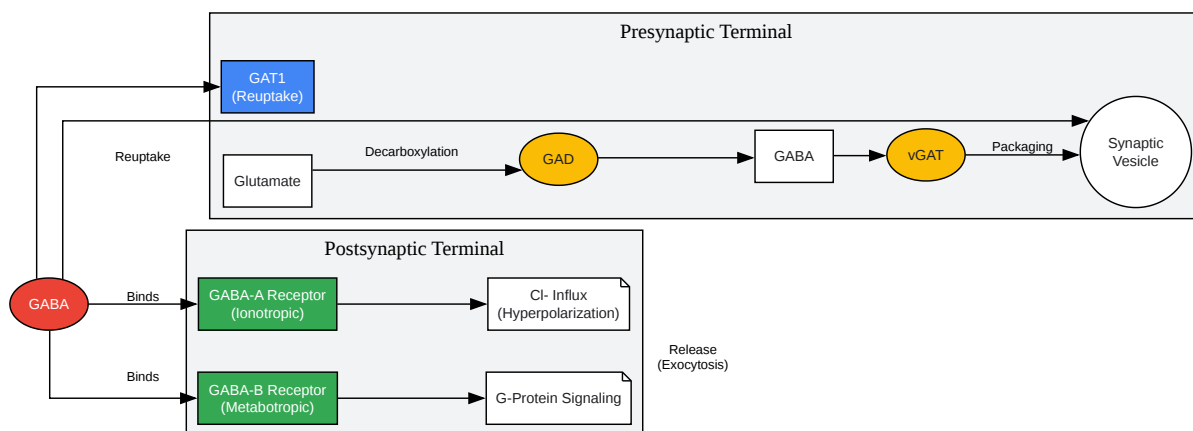 Presynaptic Terminal
GAT1
(Reuptake)
Reuptake
Decarboxylation
Glutamate
GAD
GABA
vGAT
Packaging
Synaptic
Vesicle
Postsynaptic Terminal
GABA
Binds
GABA-A Receptor
(Ionotropic)
Cl- Influx
(Hyperpolarization)
Release
(Exocytosis)
Binds
GABA-B Receptor
(Metabotropic)
G-Protein Signaling